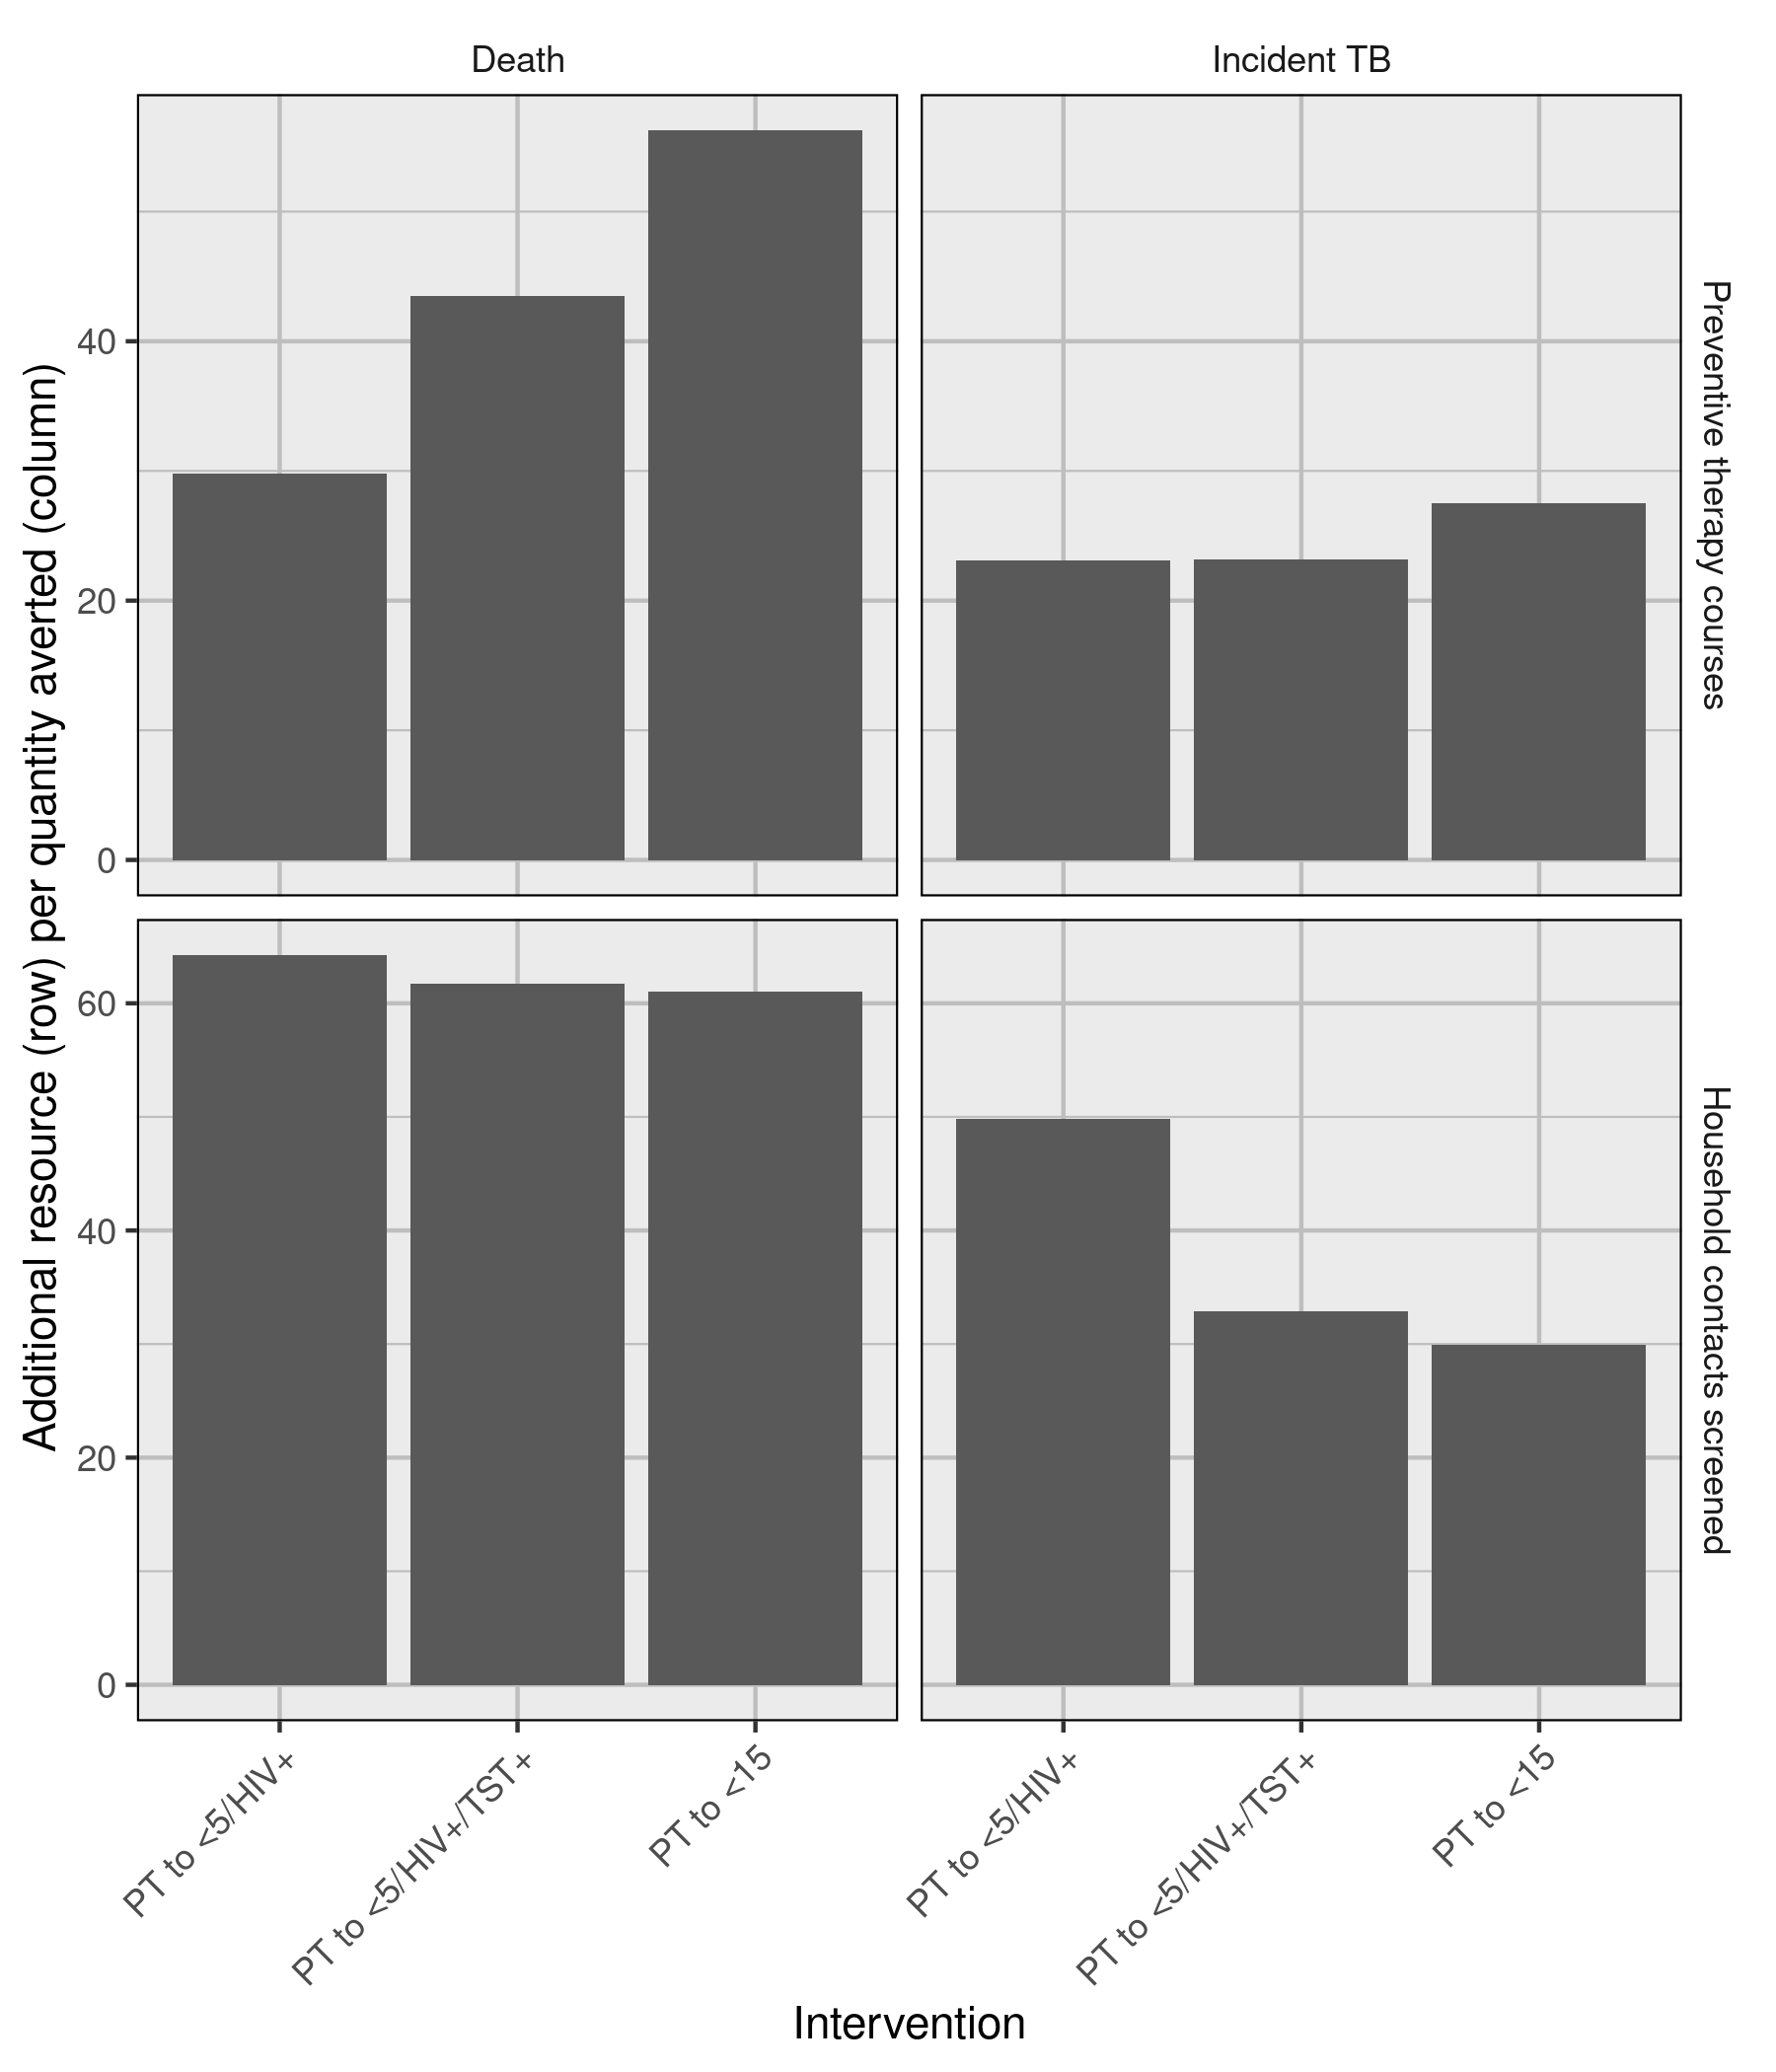 Death
Incident TB
Additional resource (row) per quantity averted (column)
40
20
0
Preventive therapy courses
60
40
20
0
Household contacts screened
PT to <5/HIV+
PT to <5/HIV+/TST+
PT to <15
PT to <5/HIV+
PT to <5/HIV+/TST+
PT to <15
Intervention